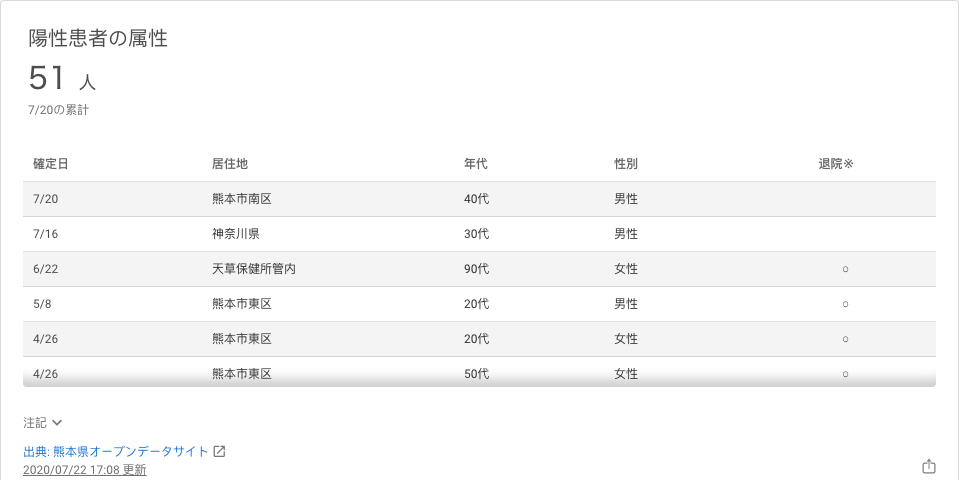 陽性患者の属性
51 人
7/20の累計
確定日 居住地 年代 性別 退院※
7/20 熊本市南区 40代 男性
7/16 神奈川県 30代 男性
6/22 天草保健所管内 90代 女性 ○
5/8 熊本市東区 20代 男性 ○
4/26 熊本市東区 20代 女性 ○
4/26 熊本市東区 50代 女性 ○
注記
出典: 熊本県オープンデータサイト
2020/07/22 17:08 更新